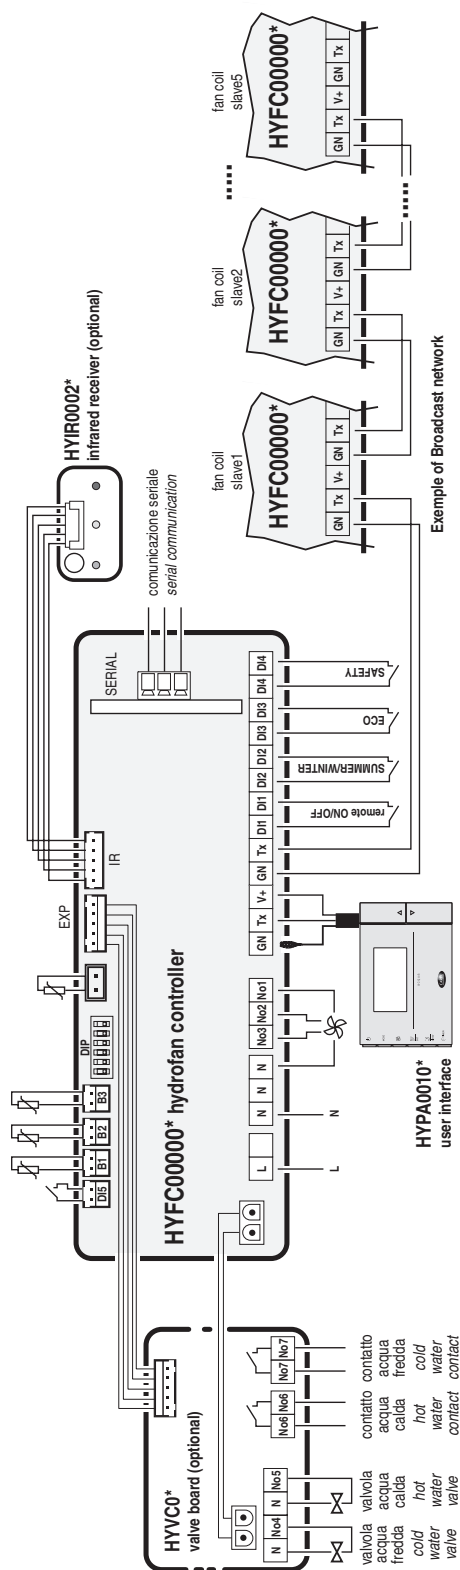 HYIR0002*
infrared receiver (optional)
fan coil
slave1
HYFC00000*
GN Tx V+ GN Tx
fan coil
slave2
HYFC00000*
GN Tx V+ GN Tx
fan coil
slave5
HYFC00000*
GN Tx V+ GN Tx
Exemple of Broadcast network
comunicazione seriale
serial communication
SERIAL
IR
EXP
DIP
DI5 B1 B2 B3
HYFC00000* hydrofan controller
L N N N No3 No2 No1 GN Tx V+ GN Tx DI1 DI1 DI2 DI2 DI3 DI3 DI4 DI4
L
N
remote ON/OFF
SUMMER/WINTER
ECO
SAFETY
HYPA0010*
user interface
HYVC0*
valve board (optional)
N No4 N No5 No6 No6 No7 No7
valvola
acqua
fredda
cold
water
valve
valvola
acqua
calda
hot
water
valve
contatto
acqua
calda
hot
water
contact
contatto
acqua
fredda
cold
water
contact